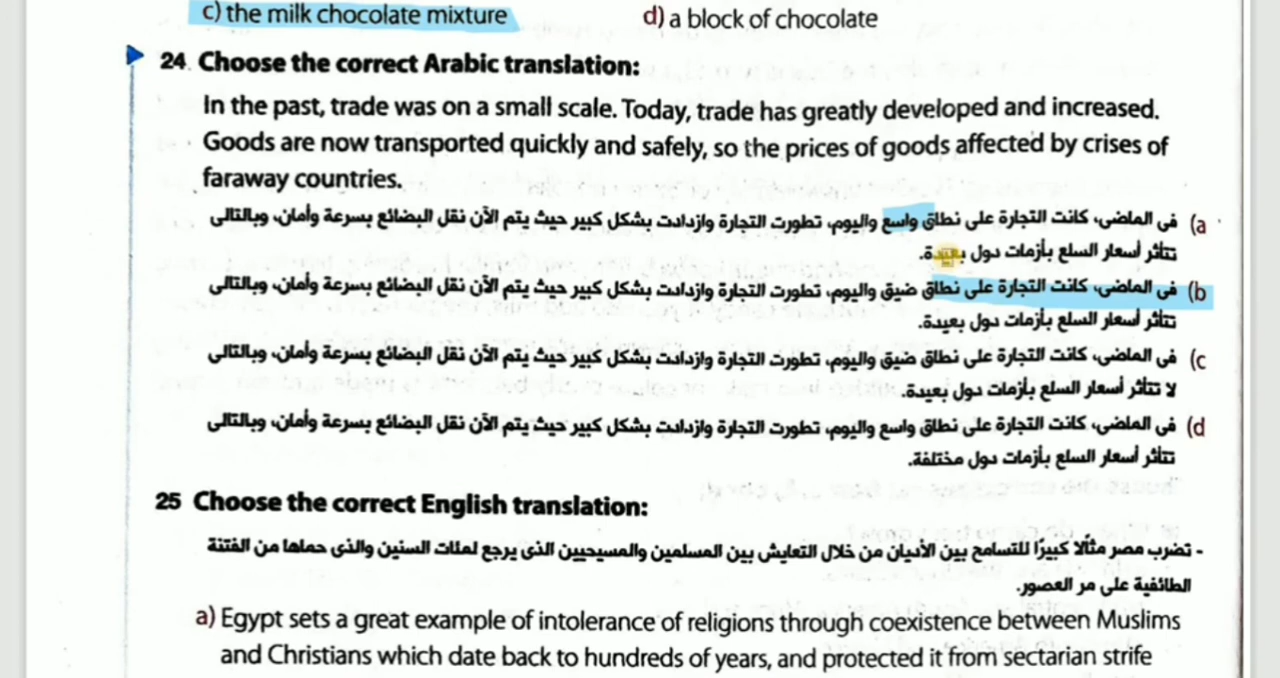 c) the milk chocolate mixture d) a block of chocolate
24. Choose the correct Arabic translation:
In the past, trade was on a small scale. Today, trade has greatly developed and increased.
Goods are now transported quickly and safely, so the prices of goods affected by crises of
faraway countries.
a) فى الماضى، كانت التجارة على نطاق واسع واليوم، تطورت التجارة وازدادت بشكل كبير حيث يتم الآن نقل البضائع بسرعة وأمان، وبالتالى
تتأثر أسعار السلع بأزمات دول
b) فى الماضى، كانت التجارة على نطاق ضيق واليوم، تطورت التجارة وازدادت بشكل كبير حيث يتم الآن نقل البضائع بسرعة وأمان، وبالتالى
تتأثر أسعار السلع بأزمات دول بعيدة.
c) فى الماضى، كانت التجارة على نطاق ضيق واليوم، تطورت التجارة وازدادت بشكل كبير حيث يتم الآن نقل البضائع بسرعة وأمان، وبالتالى
لا تتأثر أسعار السلع بأزمات دول بعيدة.
d) فى الماضى، كانت التجارة على نطاق واسع واليوم، تطورت التجارة وازدادت بشكل كبير حيث يتم الآن نقل البضائع بسرعة وأمان، وبالتالى
تتأثر أسعار السلع بأزمات دول مختلفة.
25 Choose the correct English translation:
- تضرب مصر مثالًا كبيرًا للتسامح بين الأديان من خلال التعايش بين المسلمين والمسيحيين الذى يرجع لمئات السنين والذى حماها من الفتنة
الطائفية على مر العصور.
a) Egypt sets a great example of intolerance of religions through coexistence between Muslims
and Christians which date back to hundreds of years, and protected it from sectarian strife